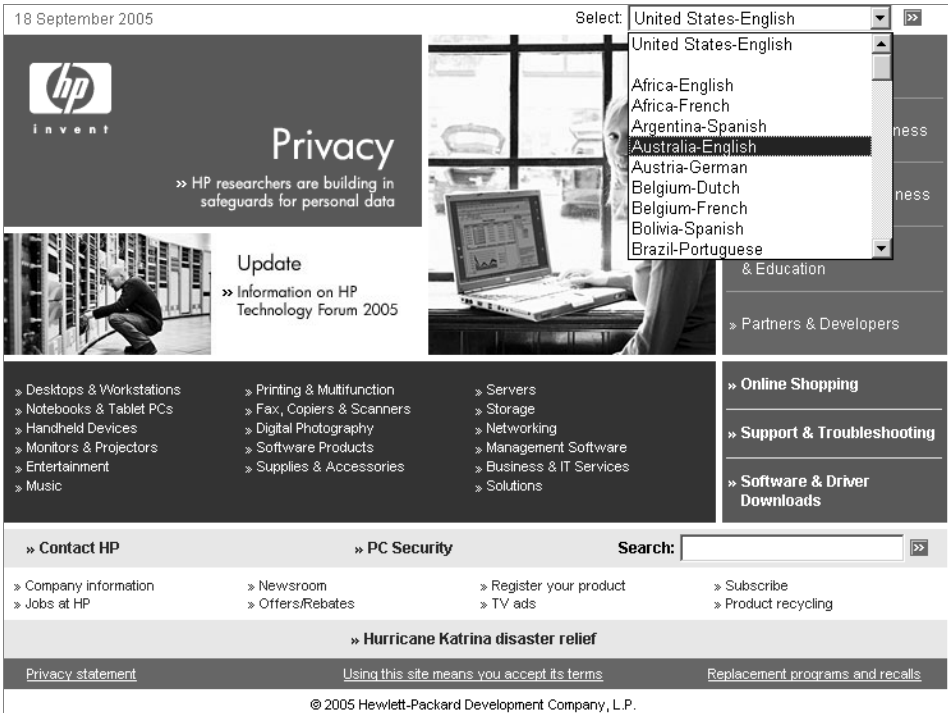 18 September 2005
Select: United States-English
United States-English
Africa-English
Africa-French
Argentina-Spanish
Australia-English
Austria-German
Belgium-Dutch
Belgium-French
Bolivia-Spanish
Brazil-Portuguese
hp
invent
Privacy
» HP researchers are building in
safeguards for personal data
ness
ness
& Education
» Partners & Developers
Update
» Information on HP
Technology Forum 2005
» Desktops & Workstations
» Notebooks & Tablet PCs
» Handheld Devices
» Monitors & Projectors
» Entertainment
» Music
» Printing & Multifunction
» Fax, Copiers & Scanners
» Digital Photography
» Software Products
» Supplies & Accessories
» Servers
» Storage
» Networking
» Management Software
» Business & IT Services
» Solutions
» Online Shopping
» Support & Troubleshooting
» Software & Driver
Downloads
» Contact HP
» PC Security
Search:
» Company information
» Jobs at HP
» Newsroom
» Offers/Rebates
» Register your product
» TV ads
» Subscribe
» Product recycling
» Hurricane Katrina disaster relief
Privacy statement
Using this site means you accept its terms
Replacement programs and recalls
© 2005 Hewlett-Packard Development Company, L.P.